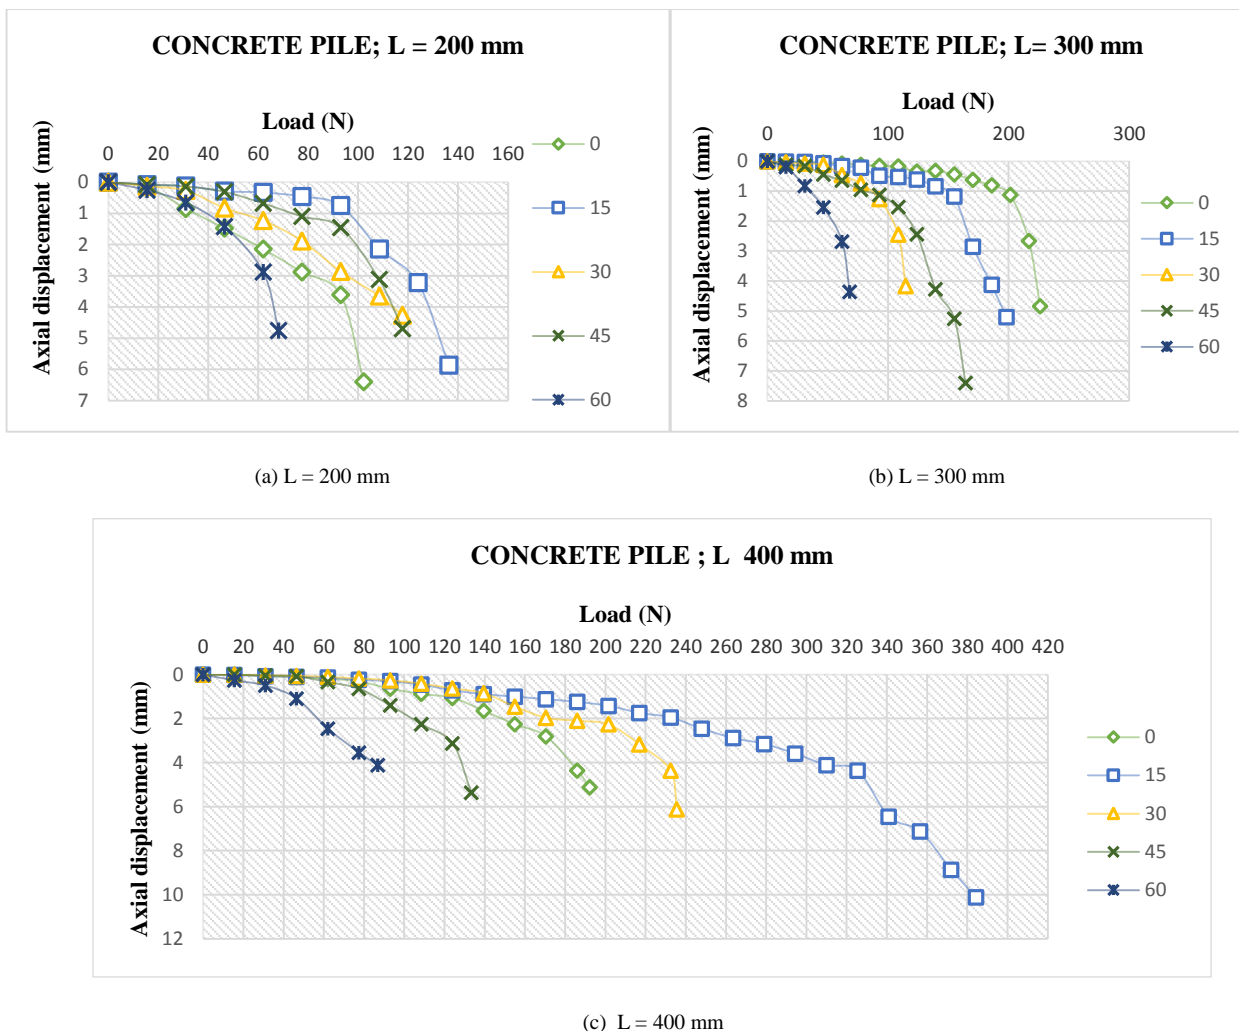 CONCRETE PILE; L = 200 mm
Load (N)
0 20 40 60 80 100 120 140 160
Axial displacement (mm)
0
1
2
3
4
5
6
7
0
15
30
45
60
(a) L = 200 mm
CONCRETE PILE; L= 300 mm
Load (N)
0 100 200 300
Axial displacement (mm)
0
1
2
3
4
5
6
7
8
0
15
30
45
60
(b) L = 300 mm
CONCRETE PILE ; L 400 mm
Load (N)
0 20 40 60 80 100 120 140 160 180 200 220 240 260 280 300 320 340 360 380 400 420
Axial displacement (mm)
0
2
4
6
8
10
12
0
15
30
45
60
(c) L = 400 mm